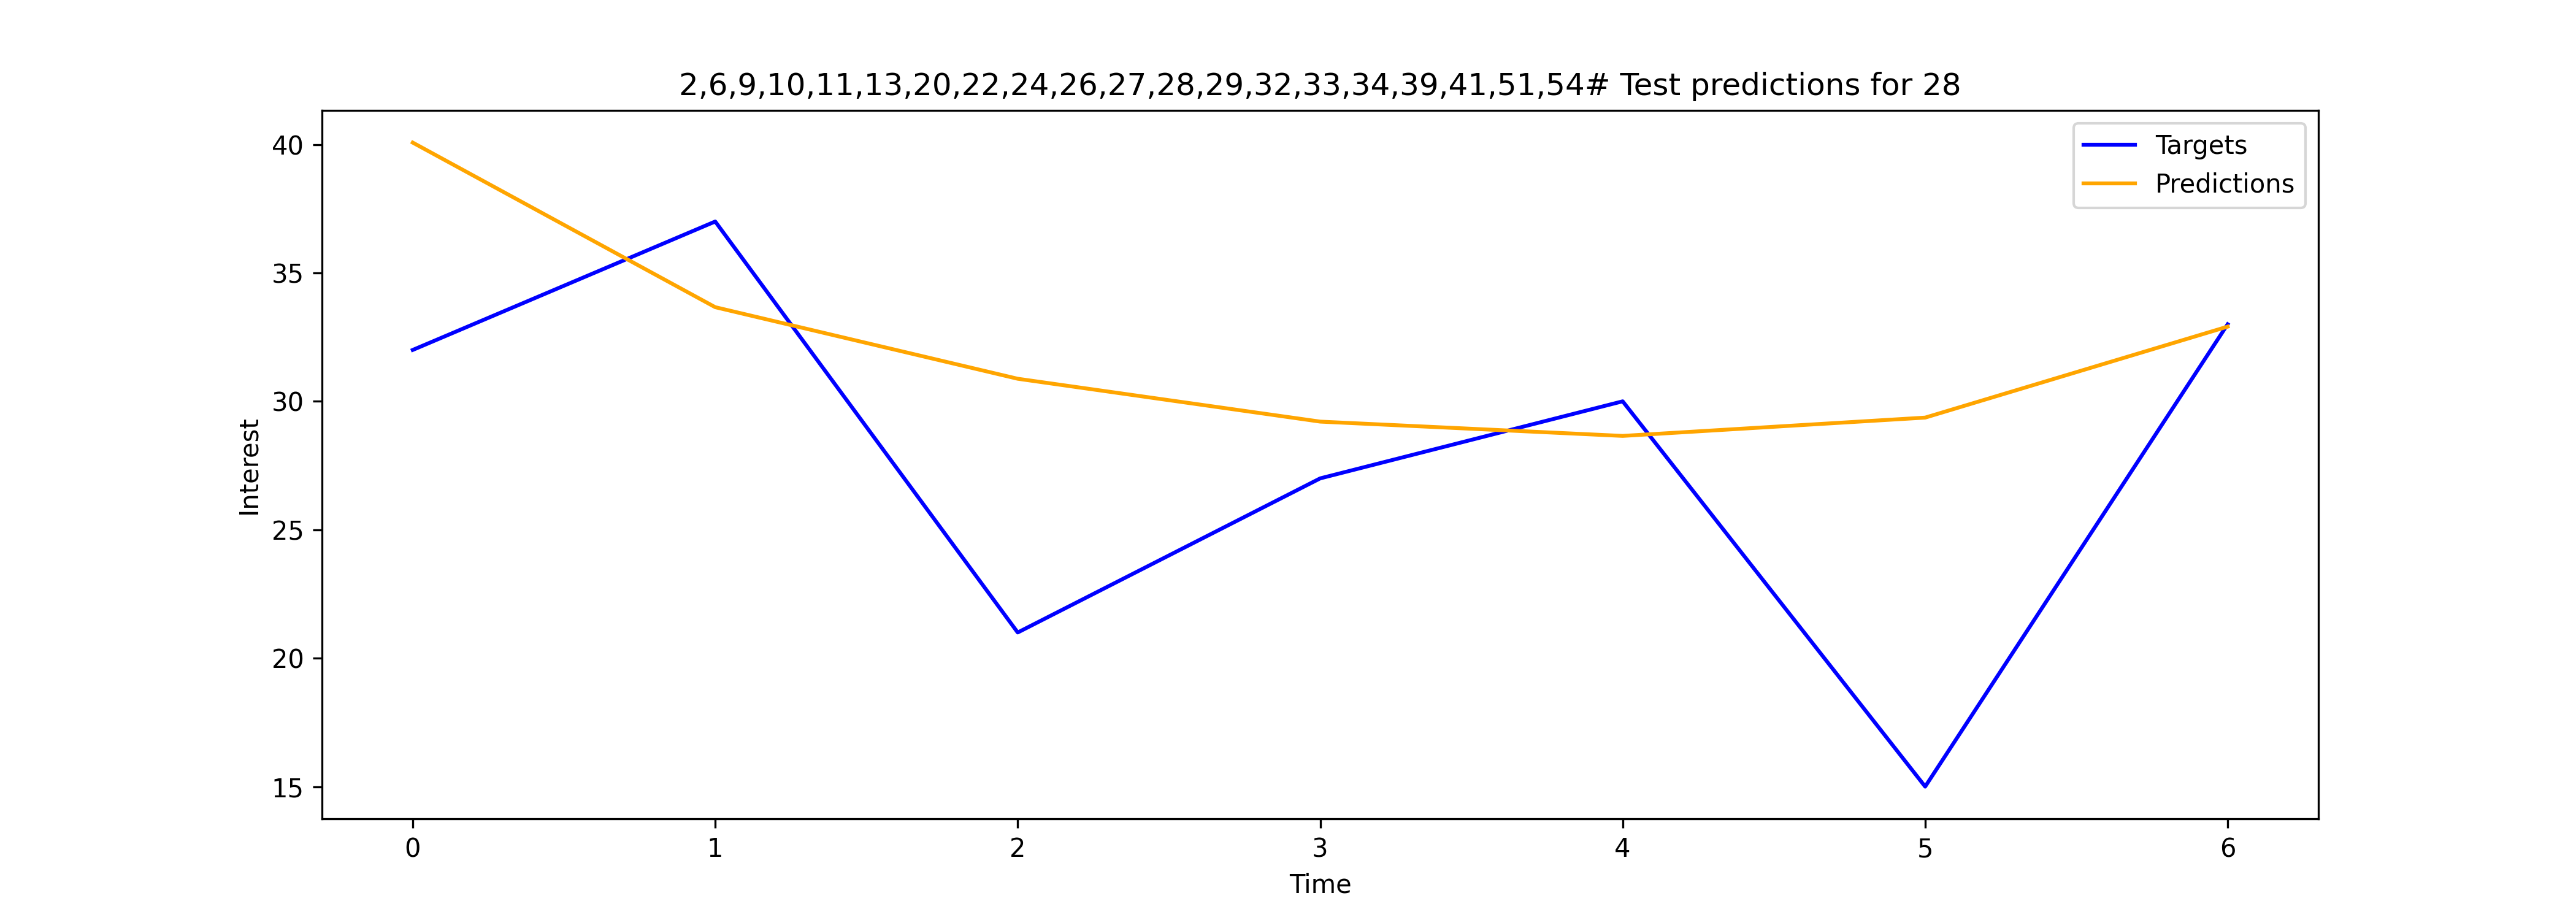 2,6,9,10,11,13,20,22,24,26,27,28,29,32,33,34,39,41,51,54# Test predictions for 28
Targets
Predictions
40
35
30
25
20
15
Interest
0 1 2 3 4 5 6
Time